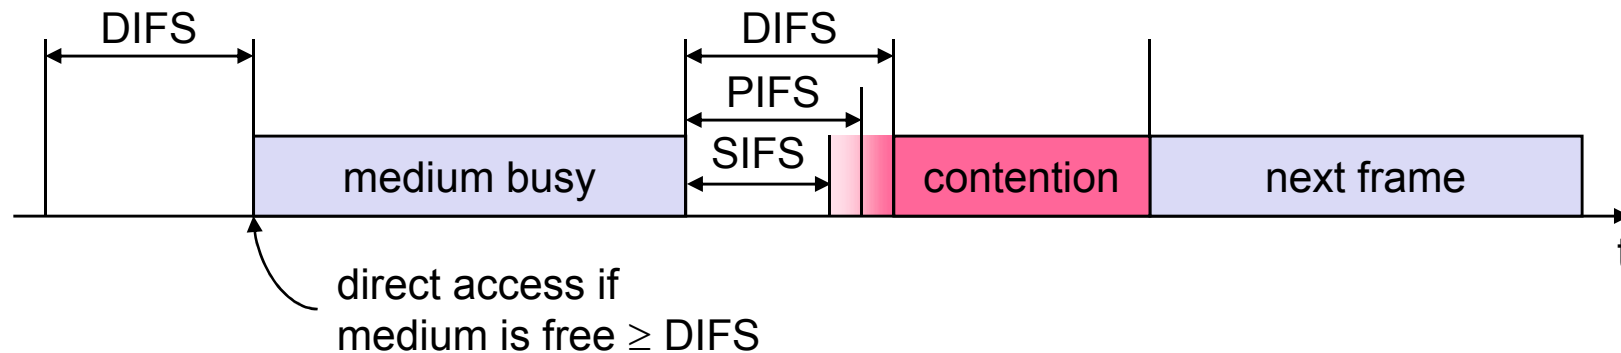 DIFS
DIFS
PIFS
SIFS
medium busy
contention
next frame
t
direct access if
medium is free ≥ DIFS